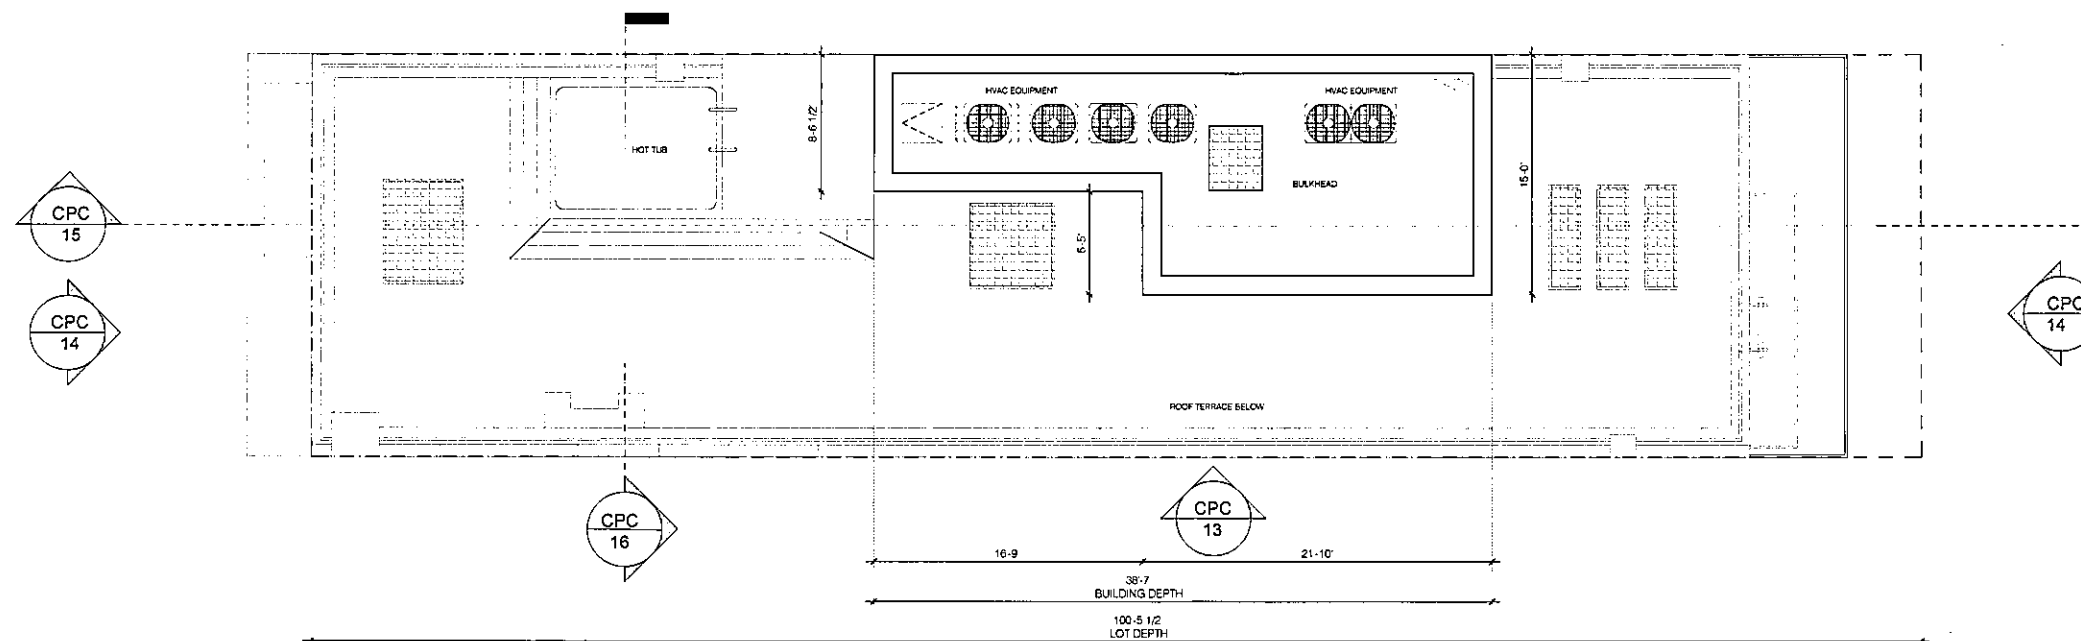 HVAC EQUIPMENT
HVAC EQUIPMENT
8-6 1/2"
HOT TUB
15-0"
BULKHEAD
CPC
15
6-5"
CPC
14
CPC
14
ROOF TERRACE BELOW
CPC
16
CPC
13
16-9
21-10"
38'-7
BUILDING DEPTH
100-5 1/2
LOT DEPTH